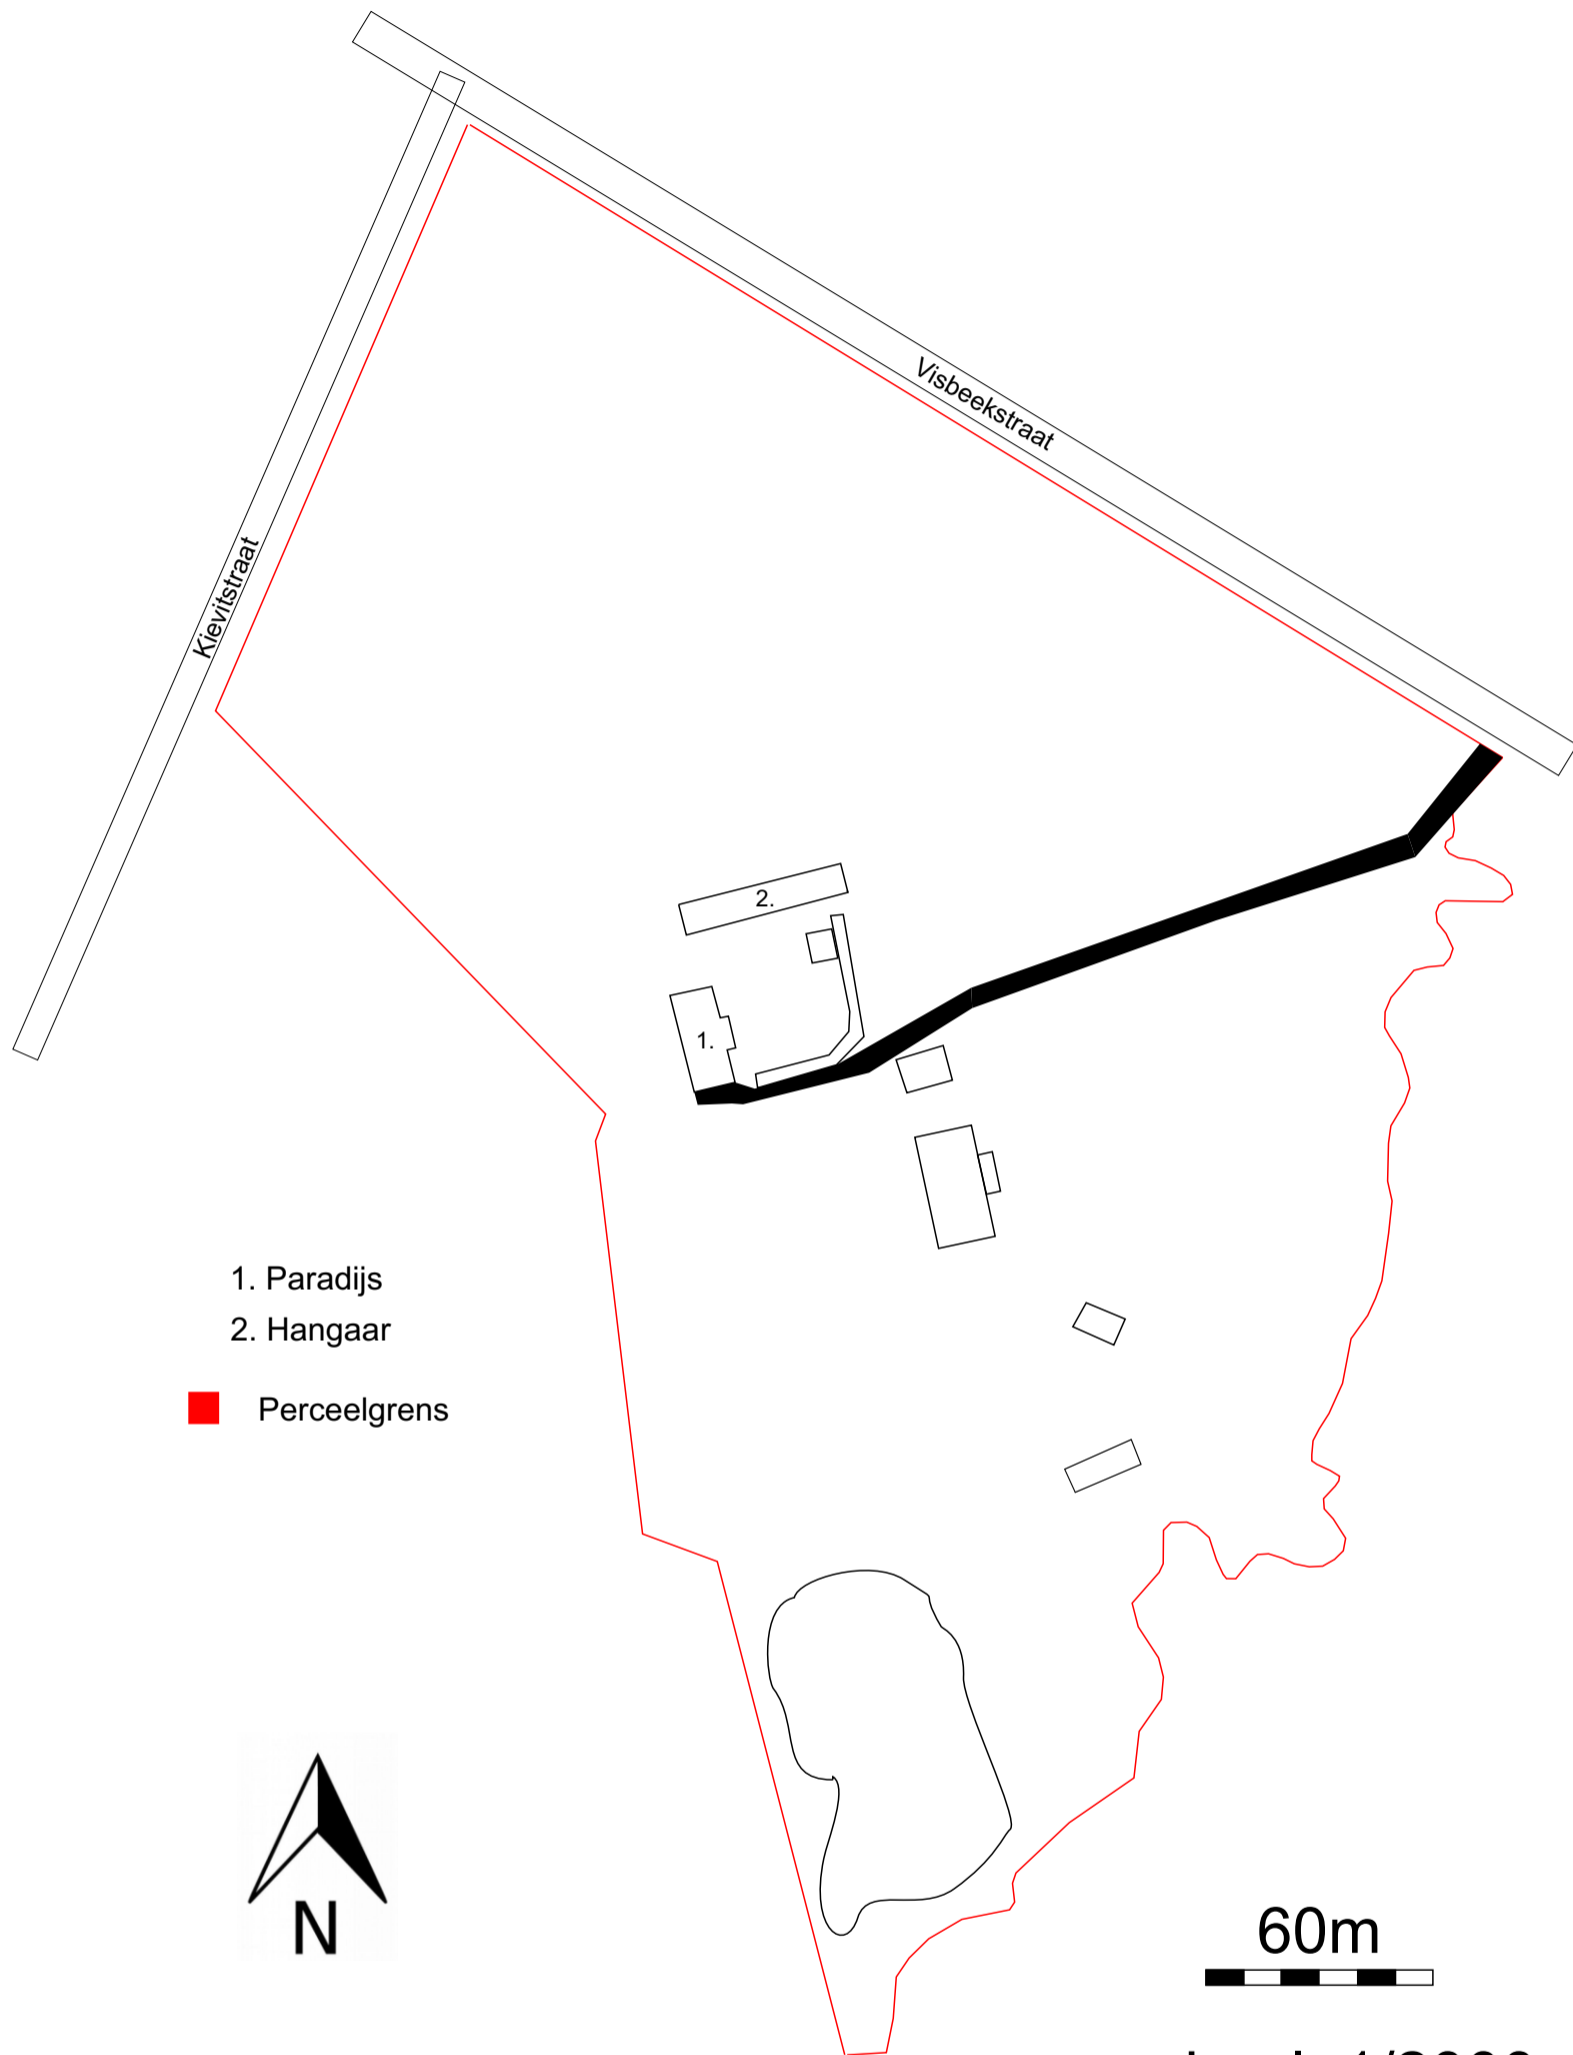 Visbeekstraat
Kievitstraat
2.
1.
1. Paradijs
2. Hangaar
Perceelgrens
N
60m